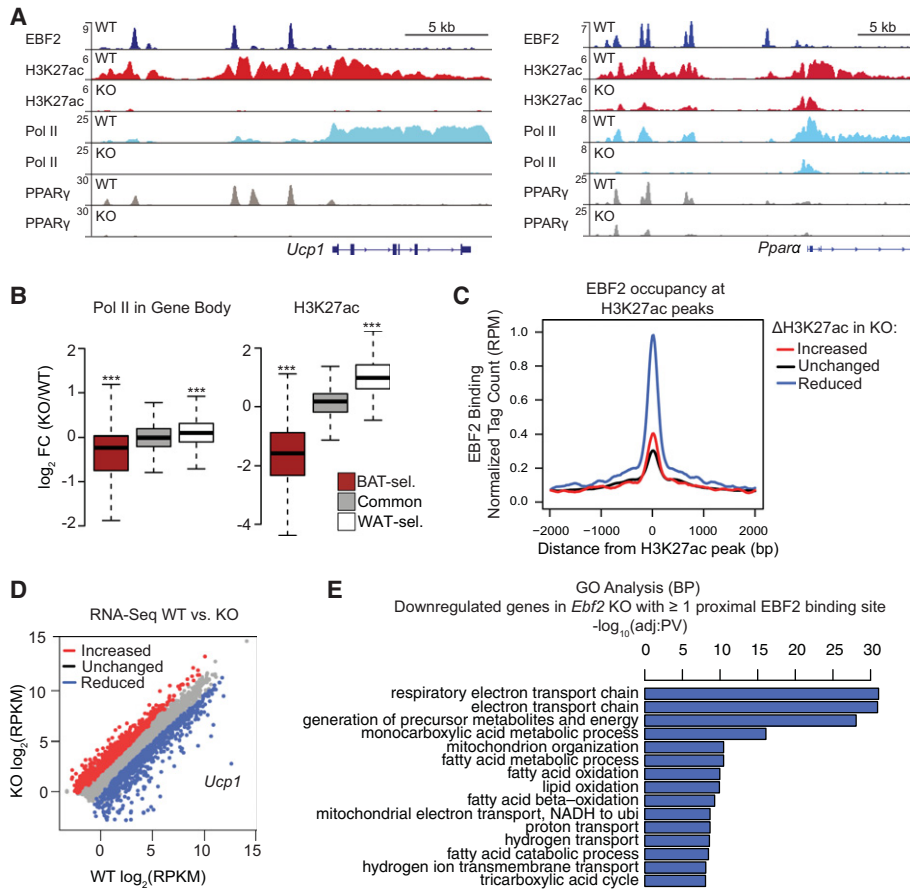 A
5 kb
EBF2
9
WT
H3K27ac
6
WT
H3K27ac
6
KO
Pol II
25
WT
Pol II
25
KO
PPARγ
30
WT
PPARγ
30
KO
Ucp1
5 kb
EBF2
7
WT
H3K27ac
6
WT
H3K27ac
6
KO
Pol II
8
WT
Pol II
8
KO
PPARγ
25
WT
PPARγ
25
KO
Pparα
B
Pol II in Gene Body
H3K27ac
log2 FC (KO/WT)
2
1
0
-1
-2
***
***
2
0
-2
-4
***
***
BAT-sel.
Common
WAT-sel.
C
EBF2 occupancy at
H3K27ac peaks
EBF2 Binding
Normalized Tag Count (RPM)
1.0
0.8
0.6
0.4
0.2
0.0
−2000 −1000 0 1000 2000
Distance from H3K27ac peak (bp)
ΔH3K27ac in KO:
Increased
Unchanged
Reduced
D
RNA-Seq WT vs. KO
Increased
Unchanged
Reduced
KO log2(RPKM)
15
10
5
0
Ucp1
0 5 10 15
WT log2(RPKM)
E
GO Analysis (BP)
Downregulated genes in Ebf2 KO with ≥ 1 proximal EBF2 binding site
-log10(adj:PV)
0 5 10 15 20 25 30
respiratory electron transport chain
electron transport chain
generation of precursor metabolites and energy
monocarboxylic acid metabolic process
mitochondrion organization
fatty acid metabolic process
fatty acid oxidation
lipid oxidation
fatty acid beta−oxidation
mitochondrial electron transport, NADH to ubi
proton transport
hydrogen transport
fatty acid catabolic process
hydrogen ion transmembrane transport
tricarboxylic acid cycle